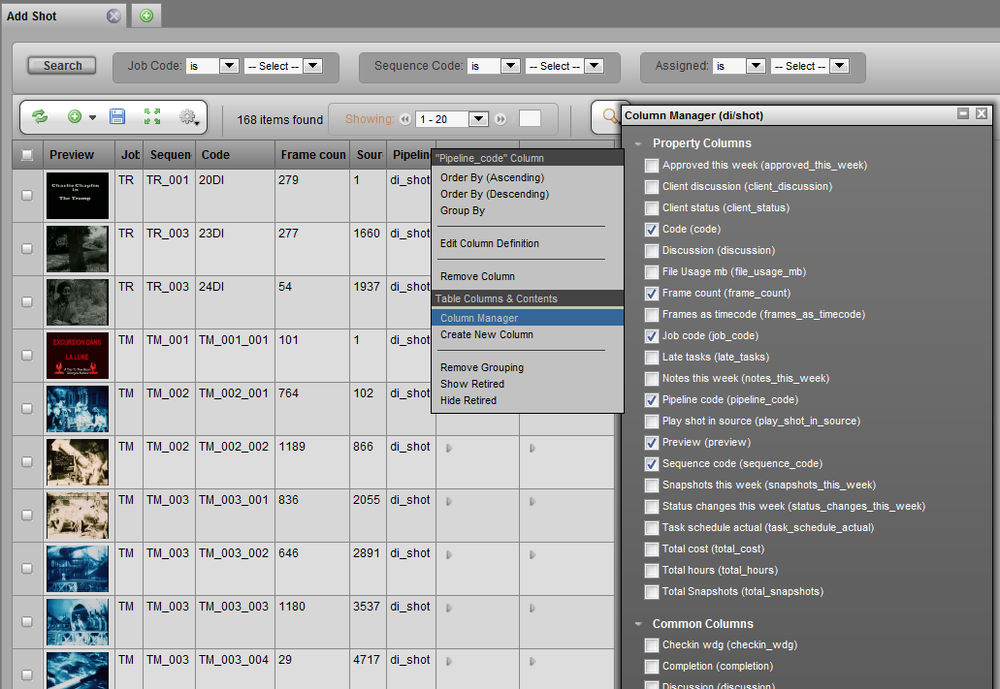 Add Shot
Search
Job Code: is -- Select --
Sequence Code: is -- Select --
Assigned: is -- Select --
168 items found
Showing: 1 - 20
Preview Job Sequen Code Frame coun Sour Pipelin
Charlie Chaplin
in
The Tramp
TR TR_001 20DI 279 1 di_shot
TR TR_003 23DI 277 1660 di_shot
TR TR_003 24DI 54 1937 di_shot
EXCURSION DANS
LA LUNE
TM TM_001 TM_001_001 101 1 di_shot
TM TM_002 TM_002_001 764 102 di_shot
TM TM_002 TM_002_002 1189 866 di_shot
TM TM_003 TM_003_001 836 2055 di_shot
TM TM_003 TM_003_002 646 2891 di_shot
TM TM_003 TM_003_003 1180 3537 di_shot
TM TM_003 TM_003_004 29 4717 di_shot
"Pipeline_code" Column
Order By (Ascending)
Order By (Descending)
Group By
Edit Column Definition
Remove Column
Table Columns & Contents
Column Manager
Create New Column
Remove Grouping
Show Retired
Hide Retired
Column Manager (di/shot)
Property Columns
Approved this week (approved_this_week)
Client discussion (client_discussion)
Client status (client_status)
Code (code)
Discussion (discussion)
File Usage mb (file_usage_mb)
Frame count (frame_count)
Frames as timecode (frames_as_timecode)
Job code (job_code)
Late tasks (late_tasks)
Notes this week (notes_this_week)
Pipeline code (pipeline_code)
Play shot in source (play_shot_in_source)
Preview (preview)
Sequence code (sequence_code)
Snapshots this week (snapshots_this_week)
Status changes this week (status_changes_this_week)
Task schedule actual (task_schedule_actual)
Total cost (total_cost)
Total hours (total_hours)
Total Snapshots (total_snapshots)
Common Columns
Checkin wdg (checkin_wdg)
Completion (completion)
Discussion (discussion)